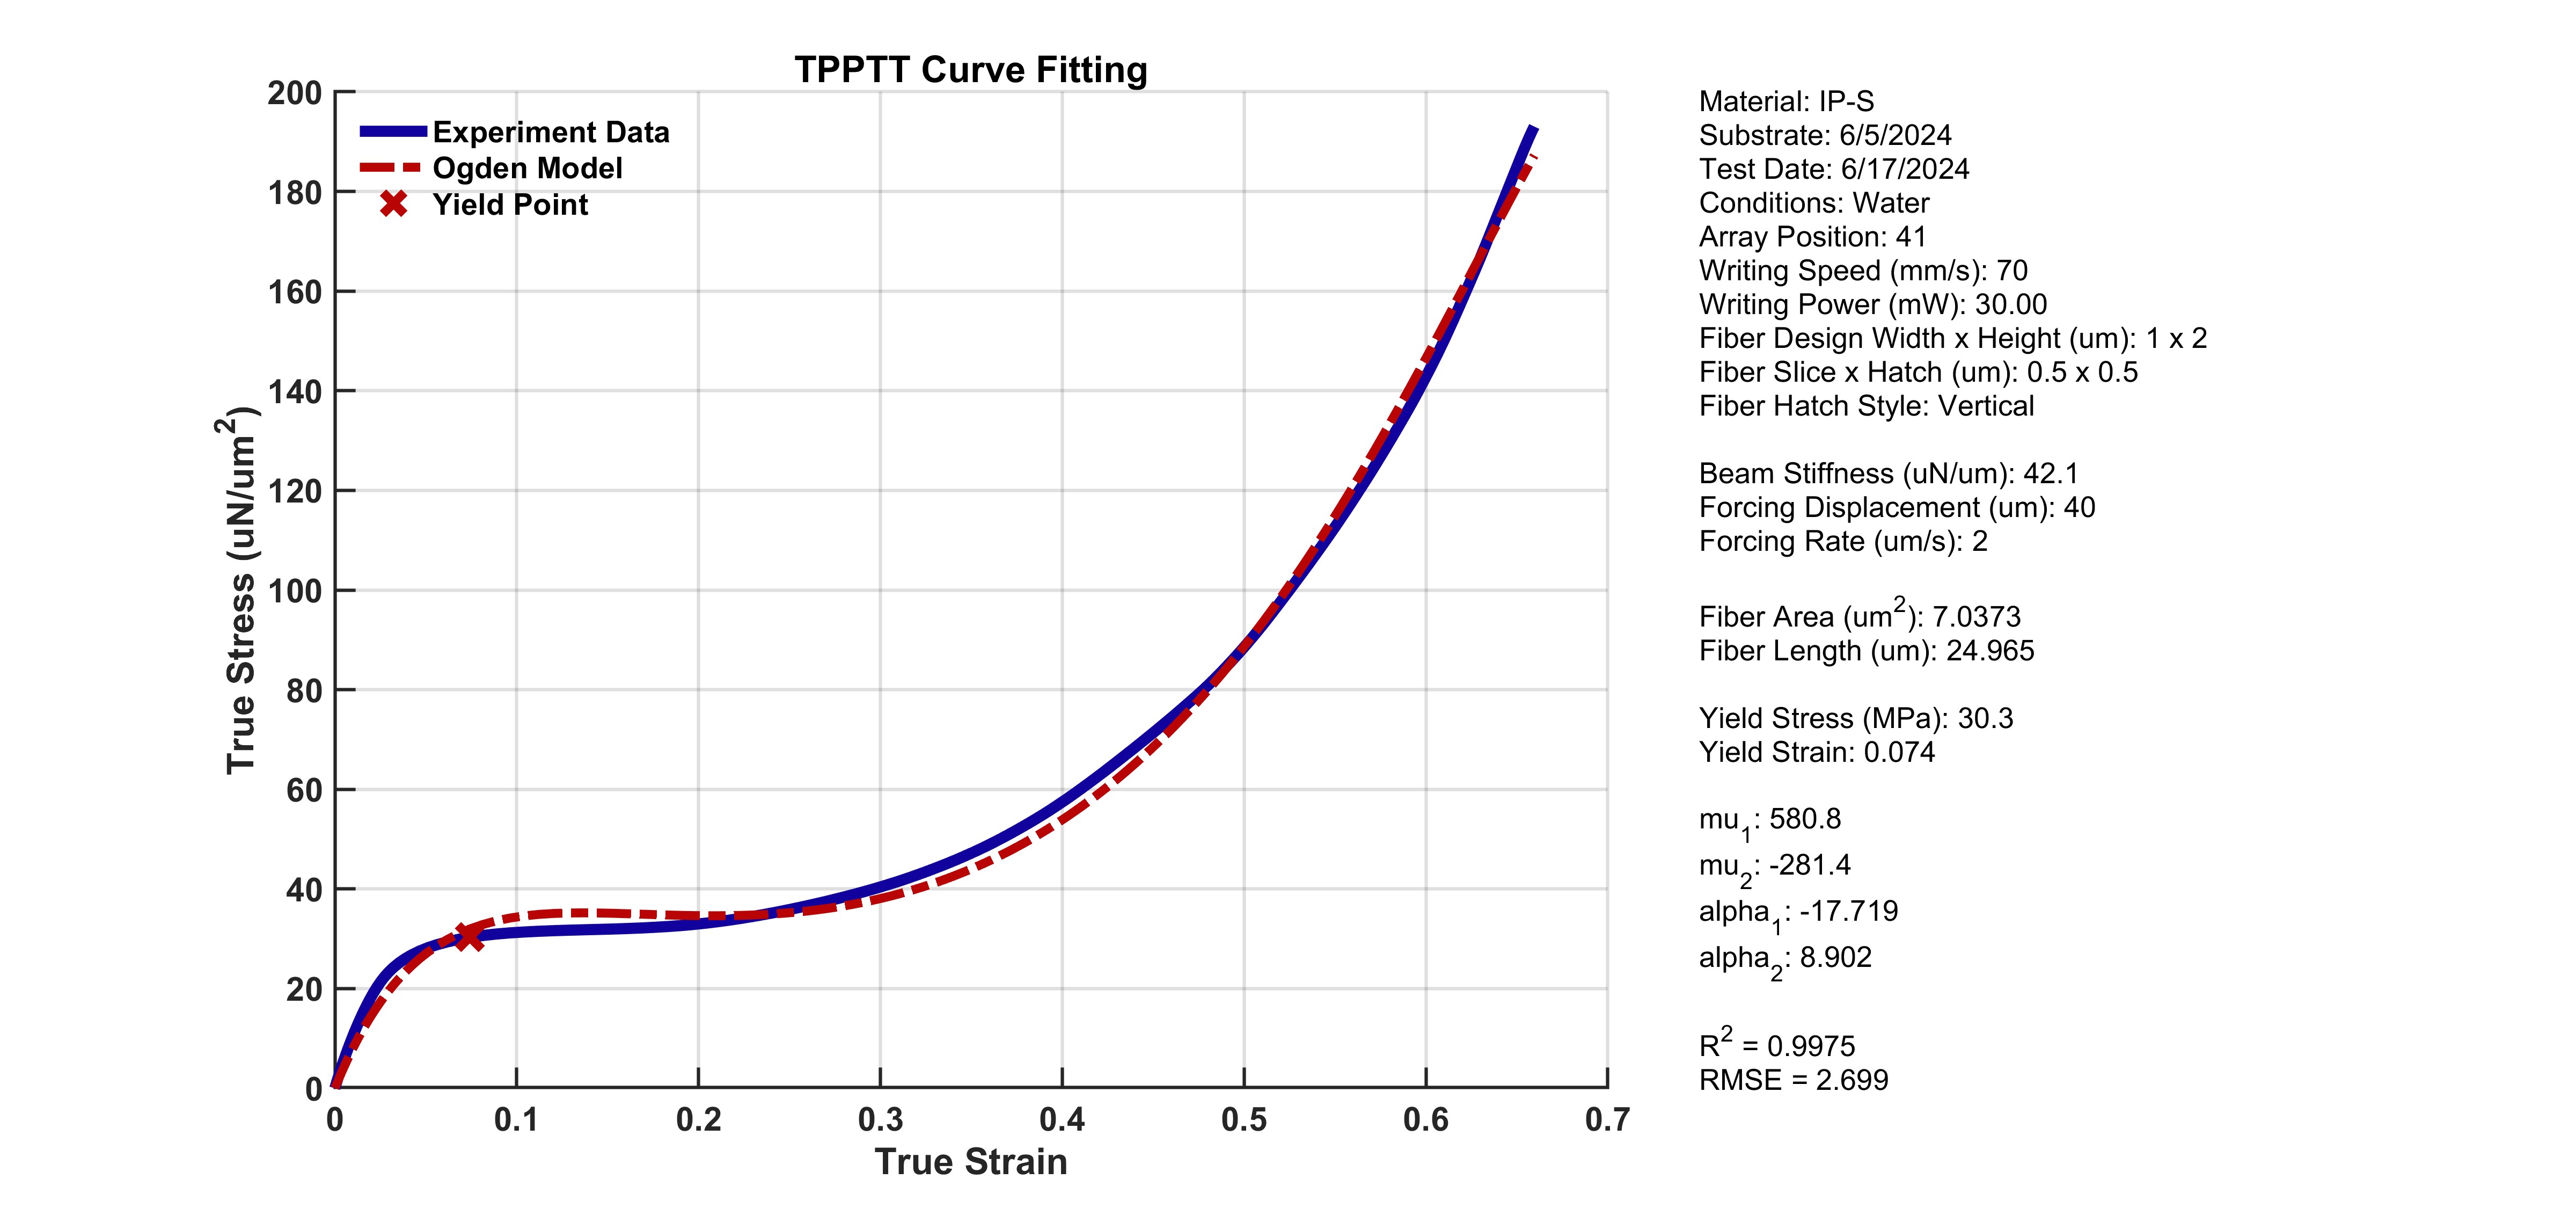 TPPTT Curve Fitting
200
180
160
140
120
100
80
60
40
20
0
True Stress (uN/um²)
Experiment Data
Ogden Model
Yield Point
0 0.1 0.2 0.3 0.4 0.5 0.6 0.7
True Strain
Material: IP-S
Substrate: 6/5/2024
Test Date: 6/17/2024
Conditions: Water
Array Position: 41
Writing Speed (mm/s): 70
Writing Power (mW): 30.00
Fiber Design Width x Height (um): 1 x 2
Fiber Slice x Hatch (um): 0.5 x 0.5
Fiber Hatch Style: Vertical
Beam Stiffness (uN/um): 42.1
Forcing Displacement (um): 40
Forcing Rate (um/s): 2
Fiber Area (um²): 7.0373
Fiber Length (um): 24.965
Yield Stress (MPa): 30.3
Yield Strain: 0.074
mu₁: 580.8
mu₂: -281.4
alpha₁: -17.719
alpha₂: 8.902
R² = 0.9975
RMSE = 2.699